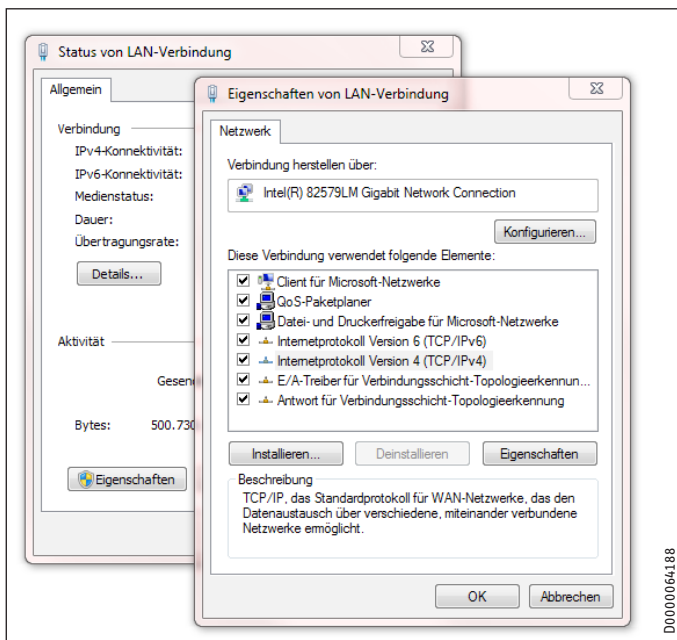 Status von LAN-Verbindung
Allgemein
Verbindung
IPv4-Konnektivität:
IPv6-Konnektivität:
Medienstatus:
Dauer:
Übertragungsrate:
Details...
Aktivität
Gesen
Bytes:
500.730
Eigenschaften
Eigenschaften von LAN-Verbindung
Netzwerk
Verbindung herstellen über:
Intel(R) 82579LM Gigabit Network Connection
Konfigurieren...
Diese Verbindung verwendet folgende Elemente:
Client für Microsoft-Netzwerke
QoS-Paketplaner
Datei- und Druckerfreigabe für Microsoft-Netzwerke
Internetprotokoll Version 6 (TCP/IPv6)
Internetprotokoll Version 4 (TCP/IPv4)
E/A-Treiber für Verbindungsschicht-Topologieerkennun...
Antwort für Verbindungsschicht-Topologieerkennung
Installieren...
Deinstallieren
Eigenschaften
Beschreibung
TCP/IP, das Standardprotokoll für WAN-Netzwerke, das den
Datenaustausch über verschiedene, miteinander verbundene
Netzwerke ermöglicht.
OK
Abbrechen
D0000064188